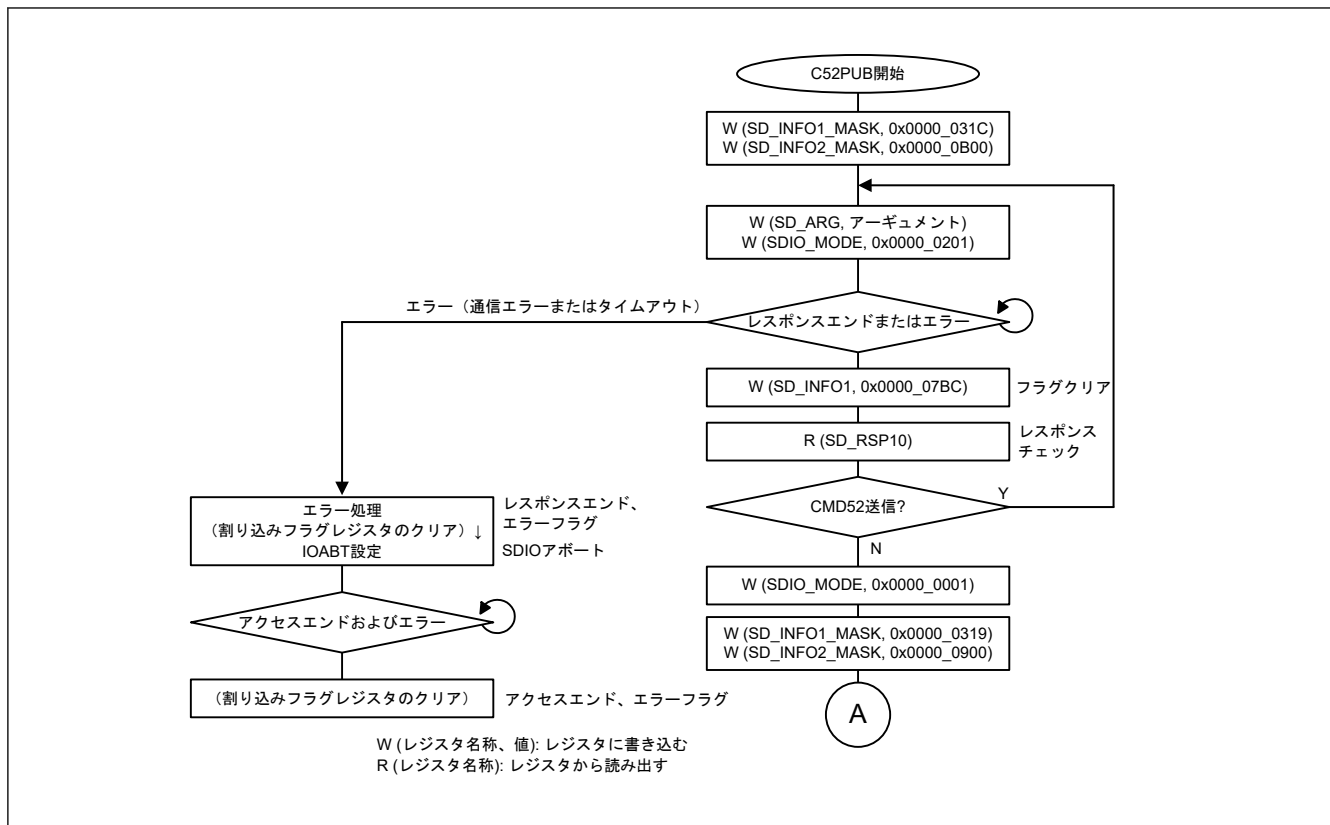 C52PUB開始
W (SD_INFO1_MASK, 0x0000_031C)
W (SD_INFO2_MASK, 0x0000_0B00)
W (SD_ARG, アーギュメント)
W (SDIO_MODE, 0x0000_0201)
エラー（通信エラーまたはタイムアウト）
レスポンスエンドまたはエラー
W (SD_INFO1, 0x0000_07BC)
フラグクリア
R (SD_RSP10)
レスポンス
チェック
CMD52送信?
Y
N
エラー処理
（割り込みフラグレジスタのクリア）↓
IOABT設定
レスポンスエンド、
エラーフラグ
SDIOアボート
W (SDIO_MODE, 0x0000_0001)
アクセスエンドおよびエラー
W (SD_INFO1_MASK, 0x0000_0319)
W (SD_INFO2_MASK, 0x0000_0900)
（割り込みフラグレジスタのクリア）
アクセスエンド、エラーフラグ
A
W (レジスタ名称、値): レジスタに書き込む
R (レジスタ名称): レジスタから読み出す